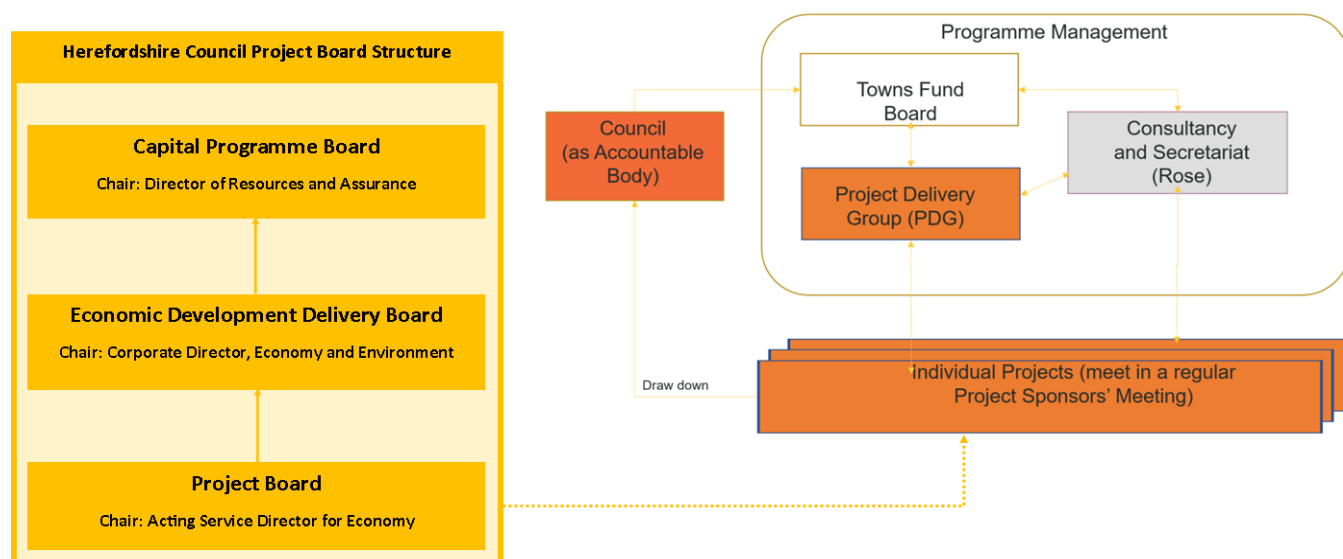 Herefordshire Council Project Board Structure
Capital Programme Board
Chair: Director of Resources and Assurance
Economic Development Delivery Board
Chair: Corporate Director, Economy and Environment
Project Board
Chair: Acting Service Director for Economy
Programme Management
Towns Fund
Board
Council
(as Accountable
Body)
Consultancy
and Secretariat
(Rose)
Project Delivery
Group (PDG)
Draw down
Individual Projects (meet in a regular
Project Sponsors’ Meeting)